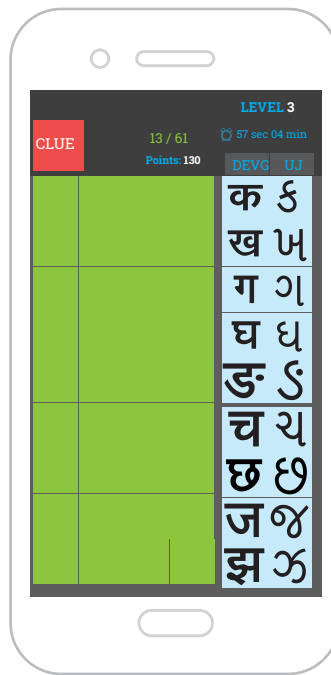 LEVEL 3
CLUE
13 / 61
57 sec 04 min
Points: 130
DEVG UJ
क ક
ख ખ
ग ગ
घ ઘ
ङ ઙ
च ચ
छ છ
ज જ
झ ઝ